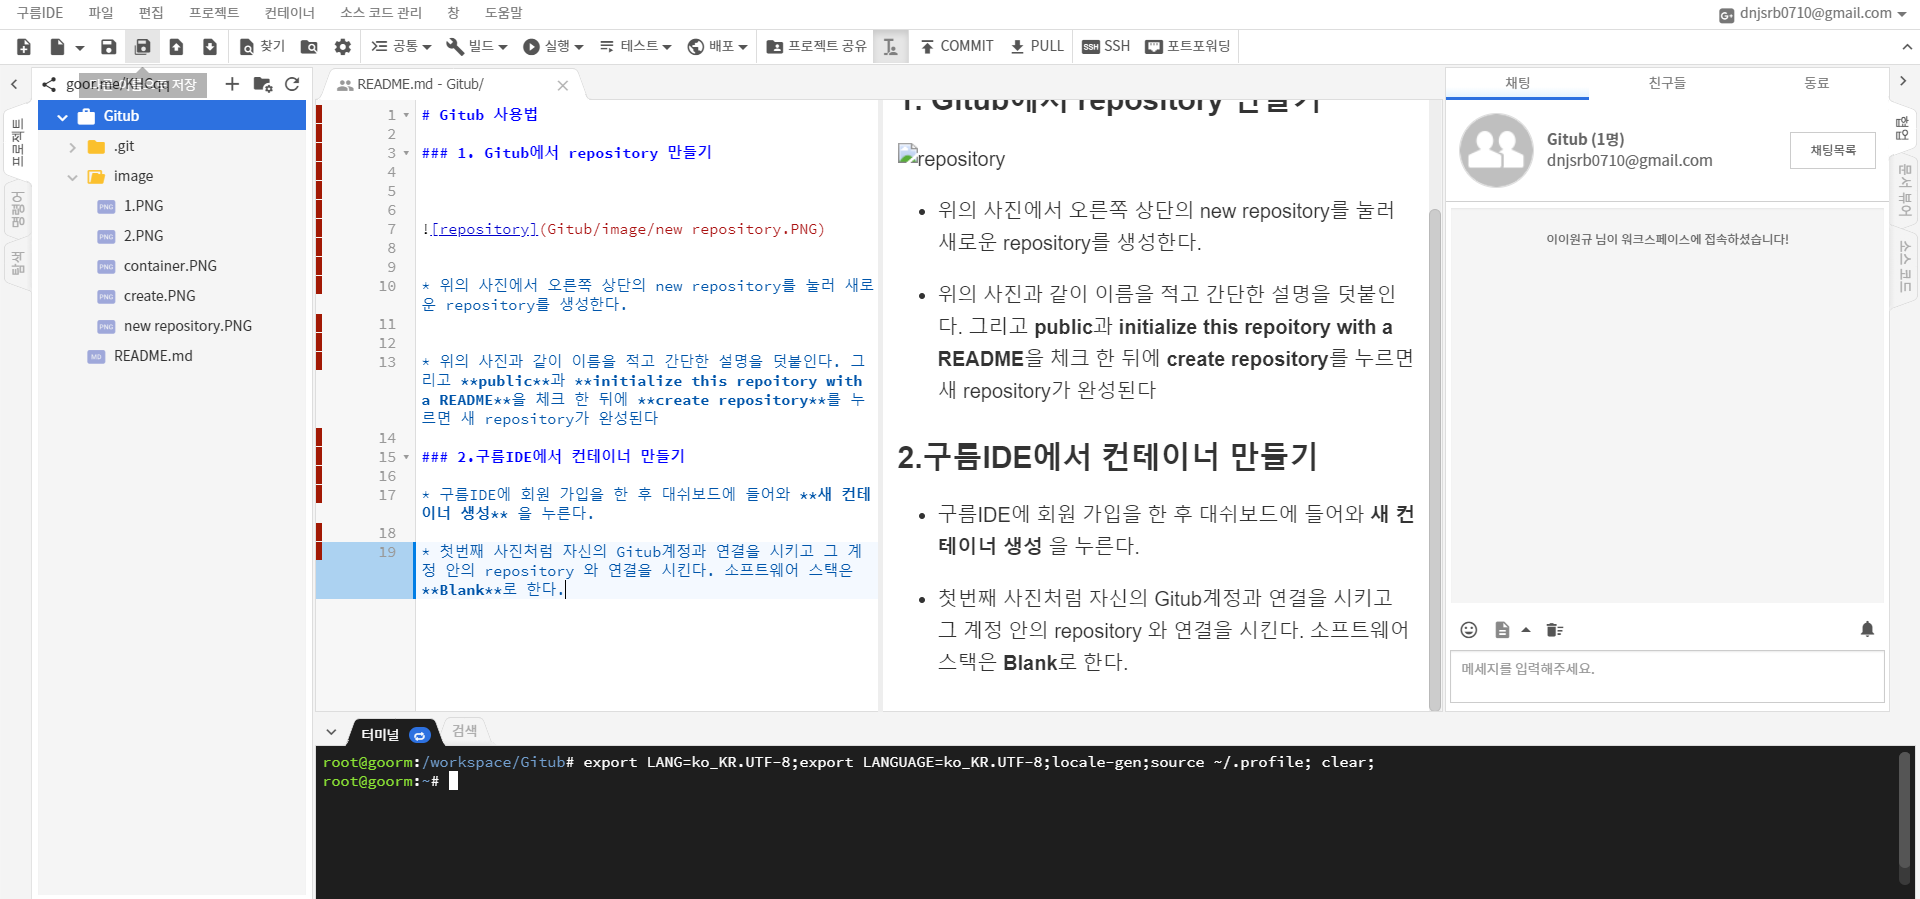 구름IDE 파일 편집 프로젝트 컨테이너 소스 코드 관리 창 도움말 dnjsrb0710@gmail.com
찾기 공통 빌드 실행 테스트 배포 프로젝트 공유 COMMIT PULL SSH SSH 포트포워딩
저장
README.md - Gitub/
채팅 친구들 동료
프로젝트
명령어
탐색
Gitub
.git
image
PNG 1.PNG
PNG 2.PNG
PNG container.PNG
PNG create.PNG
PNG new repository.PNG
MD README.md
1 # Gitub 사용법
2
3 ### 1. Gitub에서 repository 만들기
4
5
6
7 ![repository](Gitub/image/new repository.PNG)
8
9
10 * 위의 사진에서 오른쪽 상단의 new repository를 눌러 새로
운 repository를 생성한다.
11
12
13 * 위의 사진과 같이 이름을 적고 간단한 설명을 덧붙인다. 그
리고 **public**과 **initialize this repoitory with
a README**을 체크 한 뒤에 **create repository**를 누
르면 새 repository가 완성된다
14
15 ### 2.구름IDE에서 컨테이너 만들기
16
17 * 구름IDE에 회원 가입을 한 후 대쉬보드에 들어와 **새 컨테
이너 생성** 을 누른다.
18
19 * 첫번째 사진처럼 자신의 Gitub계정과 연결을 시키고 그 계
정 안의 repository 와 연결을 시킨다. 소프트웨어 스택은
**Blank**로 한다.
1. Gitub에서 repository 만들기
repository
• 위의 사진에서 오른쪽 상단의 new repository를 눌러
새로운 repository를 생성한다.
• 위의 사진과 같이 이름을 적고 간단한 설명을 덧붙인
다. 그리고 public과 initialize this repoitory with a
README을 체크 한 뒤에 create repository를 누르면
새 repository가 완성된다
2.구름IDE에서 컨테이너 만들기
• 구름IDE에 회원 가입을 한 후 대쉬보드에 들어와 새 컨
테이너 생성 을 누른다.
• 첫번째 사진처럼 자신의 Gitub계정과 연결을 시키고
그 계정 안의 repository 와 연결을 시킨다. 소프트웨어
스택은 Blank로 한다.
Gitub (1명)
dnjsrb0710@gmail.com
채팅목록
이이원규 님이 워크스페이스에 접속하셨습니다!
메세지를 입력해주세요.
협업
문서 뷰어
소스코드
터미널 검색
root@goorm:/workspace/Gitub# export LANG=ko_KR.UTF-8;export LANGUAGE=ko_KR.UTF-8;locale-gen;source ~/.profile; clear;
root@goorm:~#